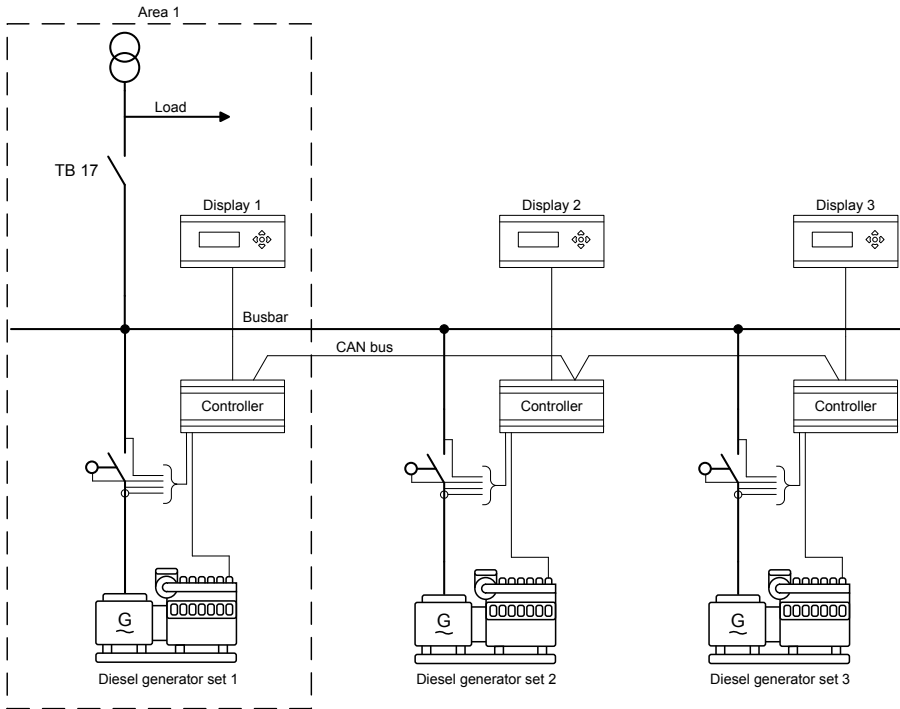 Area 1
Load
TB 17
Display 1
Display 2
Display 3
Busbar
CAN bus
Controller
Controller
Controller
G
G
G
Diesel generator set 1
Diesel generator set 2
Diesel generator set 3